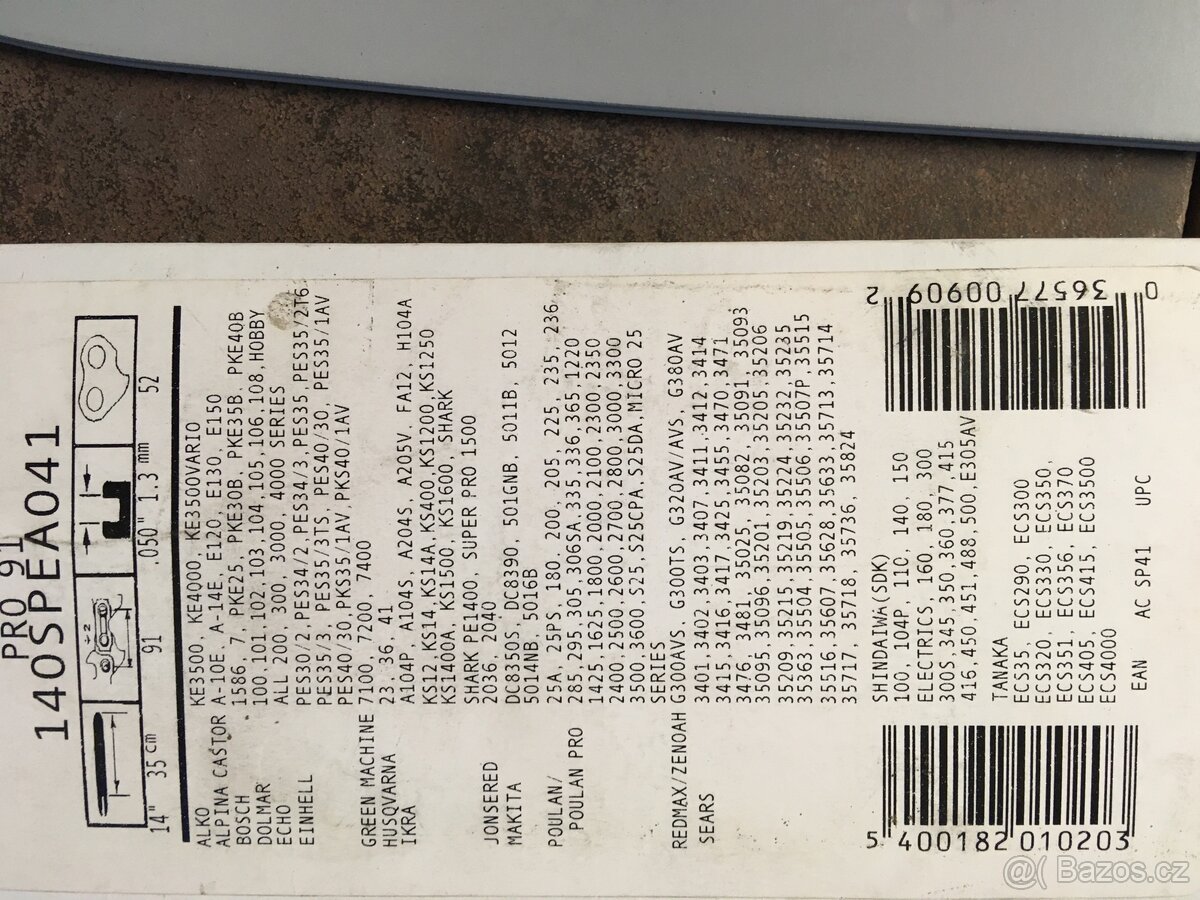 PRO 91
140SPEA041
14" 35 cm 91 .050" 1.3 mm 52
ALKO KE3500, KE4000, KE3500VARIO
ALPINA CASTOR A-10E, A-14E, E120, E130, E150
BOSCH 1586, 7, PKE25, PKE30B, PKE35B, PKE40B
DOLMAR 100,101,102,103,104,105,106,108,HOBBY
ECHO ALL 200, 300, 3000, 4000 SERIES
EINHELL PES30/2,PES34/2,PES34/3,PES35,PES35/2T6
PES35/3, PES35/3TS, PES40/30, PES35/1AV
PES40/30,PKS35/1AV,PKS40/1AV
GREEN MACHINE 7100, 7200, 7400
HUSQVARNA 23, 36, 41
IKRA A104P, A104S, A204S, A205V, FA12, H104A
KS12,KS14,KS14A,KS400,KS1200,KS1250
KS1400A, KS1500, KS1600, SHARK
SHARK PE1400, SUPER PRO 1500
JONSERED 2036, 2040
MAKITA DC8350S, DC8390, 501GNB, 5011B, 5012
5014NB, 5016B
POULAN/ 25A, 25PS, 180, 200, 205, 225, 235, 236,
POULAN PRO 285,295,305,306SA,335,336,365,1220
1425,1625,1800,2000,2100,2300,2350
2400,2500,2600,2700,2800,3000,3300
3500,3600,S25,S25CPA,S25DA,MICRO 25
SERIES
REDMAX/ZENOAH G300AVS, G300TS, G320AV/AVS, G380AV
SEARS 3401,3402,3403,3407,3411,3412,3414
3415,3416,3417,3425,3455,3470,3471,
3476, 3481, 35025, 35082, 35091, 35093
35095,35096,35201,35203,35205,35206
35209,35215,35219,35224,35232,35235
35363,35503,35504,35505,35506,35507P,35515
35516,35607,35628,35633,35713,35714
35717, 35718, 35736, 35824
SHINDAIWA(SDK)
100, 104P, 110, 140, 150
ELECTRICS, 160, 180, 300
300S,345,350,360,377,415
416,450,451,488,500,E305AV
TANAKA
ECS35, ECS290, ECS300
ECS320, ECS330, ECS350,
ECS351, ECS356, ECS370
ECS405, ECS415, ECS3500
ECS4000
EAN AC SP41 UPC
5 400182 010203
0 36577 00909 2
@( Bazos.cz